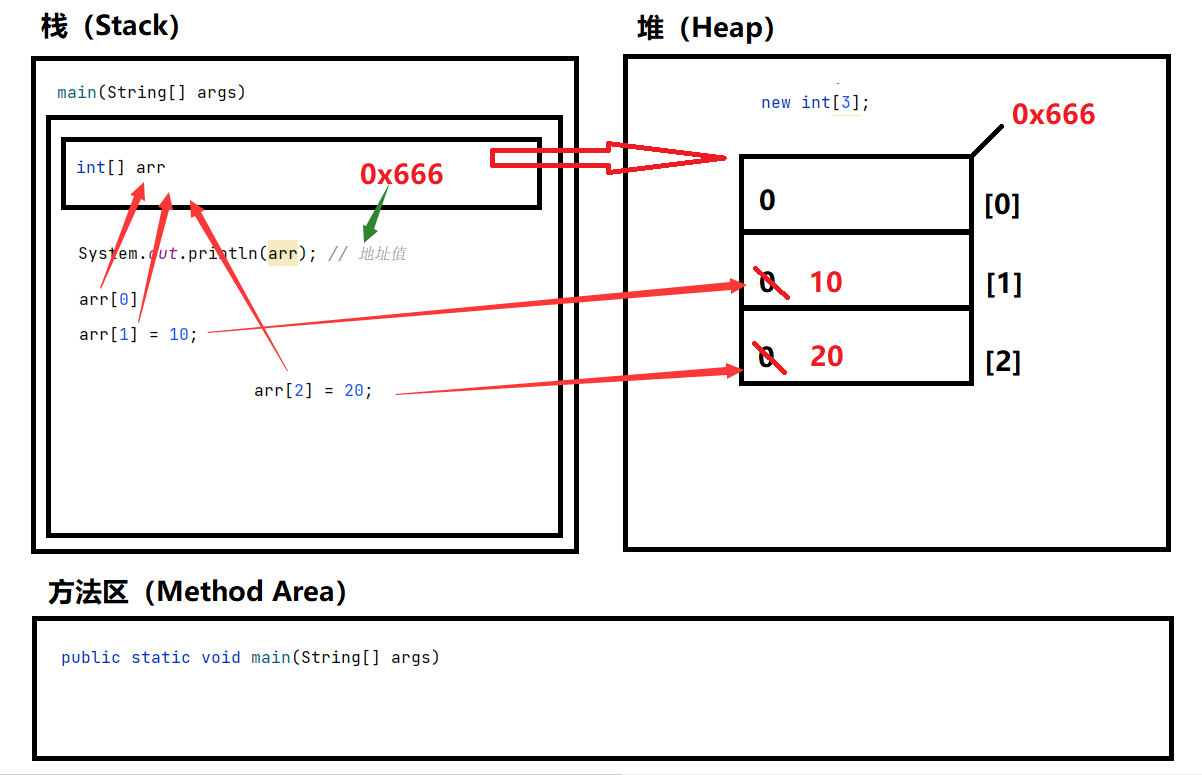 栈（Stack）
main(String[] args)
int[] arr
0x666
System.out.println(arr); // 地址值
arr[0]
arr[1] = 10;
arr[2] = 20;
堆（Heap）
new int[3];
0x666
0 [0]
0 10 [1]
0 20 [2]
方法区（Method Area）
public static void main(String[] args)